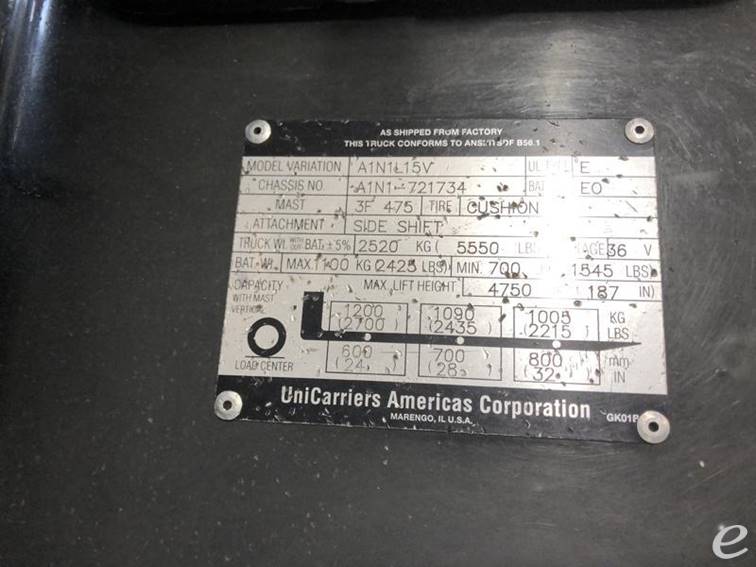 AS SHIPPED FROM FACTORY
THIS TRUCK CONFORMS TO B56.1
MODEL VARIATION A1N1L15V E
CHASSIS NO. A1N1- 721734 BAT EO
MAST 3F 475 TIRE CUSHION
ATTACHMENT SIDE SHIFT
TRUCK WT. BAT. ± 5% 2520 KG ( 5550 LBS 36 V
BAT. WT. MAX. 1100 KG (2425 LBS) MIN. 700 1545 LBS)
CAPACITY WITH MAST VERTICAL MAX. LIFT HEIGHT 4750 187 IN)
1200 1090 1005 KG
(2700) (2435) (2215) LBS
600 700 800 mm
(24) (28) (32) IN
LOAD CENTER
UniCarriers Americas Corporation
MARENGO, IL U.S.A.
e